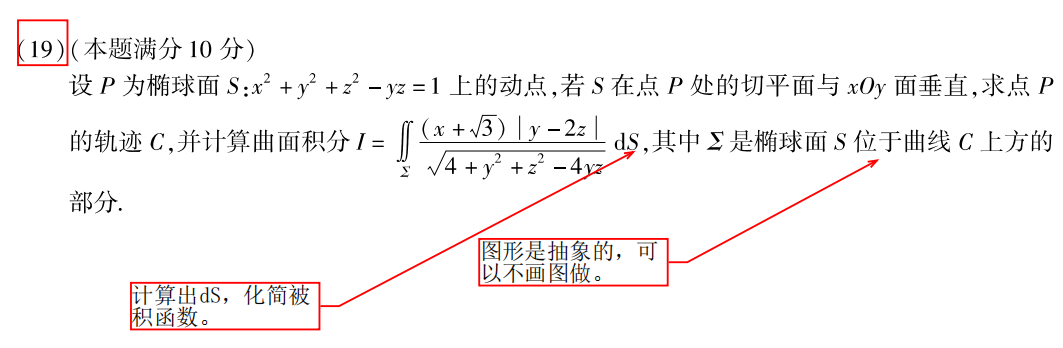 (19)(本题满分 10 分)
设 P 为椭球面 S:x² + y² + z² − yz = 1 上的动点,若 S 在点 P 处的切平面与 xOy 面垂直,求点 P
的轨迹 C,并计算曲面积分 I = ∬_Σ (x + √3) | y − 2z | / √(4 + y² + z² − 4yz) dS,其中 Σ 是椭球面 S 位于曲线 C 上方的
部分.
图形是抽象的，可
以不画图做。
计算出dS，化简被
积函数。